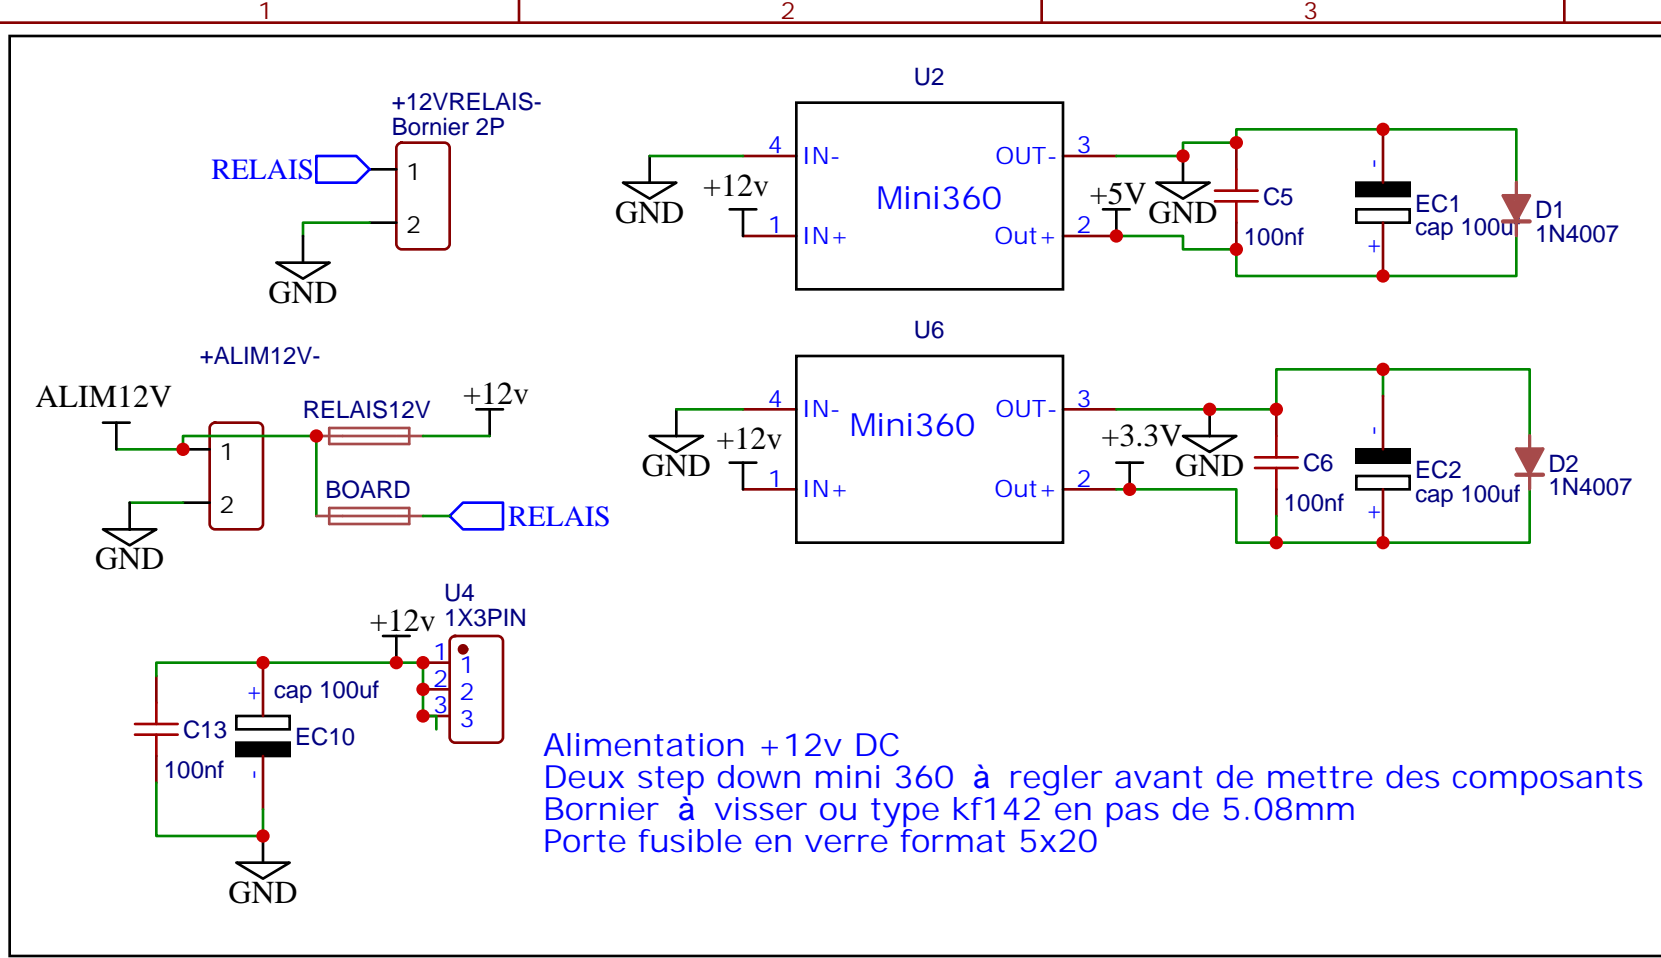 1
2
3
+12VRELAIS-
Bornier 2P
RELAIS
1
2
GND
U2
4
IN-
OUT-
3
Mini360
+12v
1
IN+
Out+
2
GND
+5V
GND
C5
100nf
-
EC1
cap 100uf
+
D1
1N4007
+ALIM12V-
ALIM12V
1
2
GND
RELAIS12V
+12v
BOARD
RELAIS
U6
4
IN-
OUT-
3
Mini360
+12v
1
IN+
Out+
2
GND
+3.3V
GND
C6
100nf
-
EC2
cap 100uf
+
D2
1N4007
U4
1X3PIN
+12v
1
1
2
2
3
3
+
cap 100uf
C13
100nf
EC10
-
GND
Alimentation +12v DC
Deux step down mini 360 à regler avant de mettre des composants
Bornier à visser ou type kf142 en pas de 5.08mm
Porte fusible en verre format 5x20